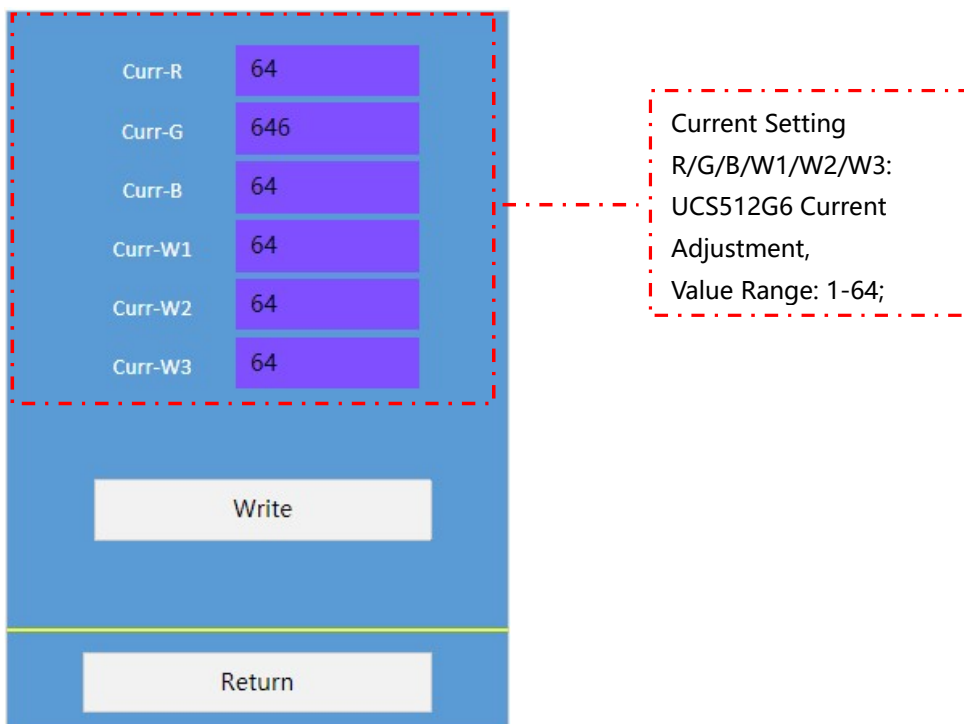 Curr-R 64
Curr-G 646
Curr-B 64
Curr-W1 64
Curr-W2 64
Curr-W3 64
Write
Return
Current Setting
R/G/B/W1/W2/W3:
UCS512G6 Current
Adjustment,
Value Range: 1-64;